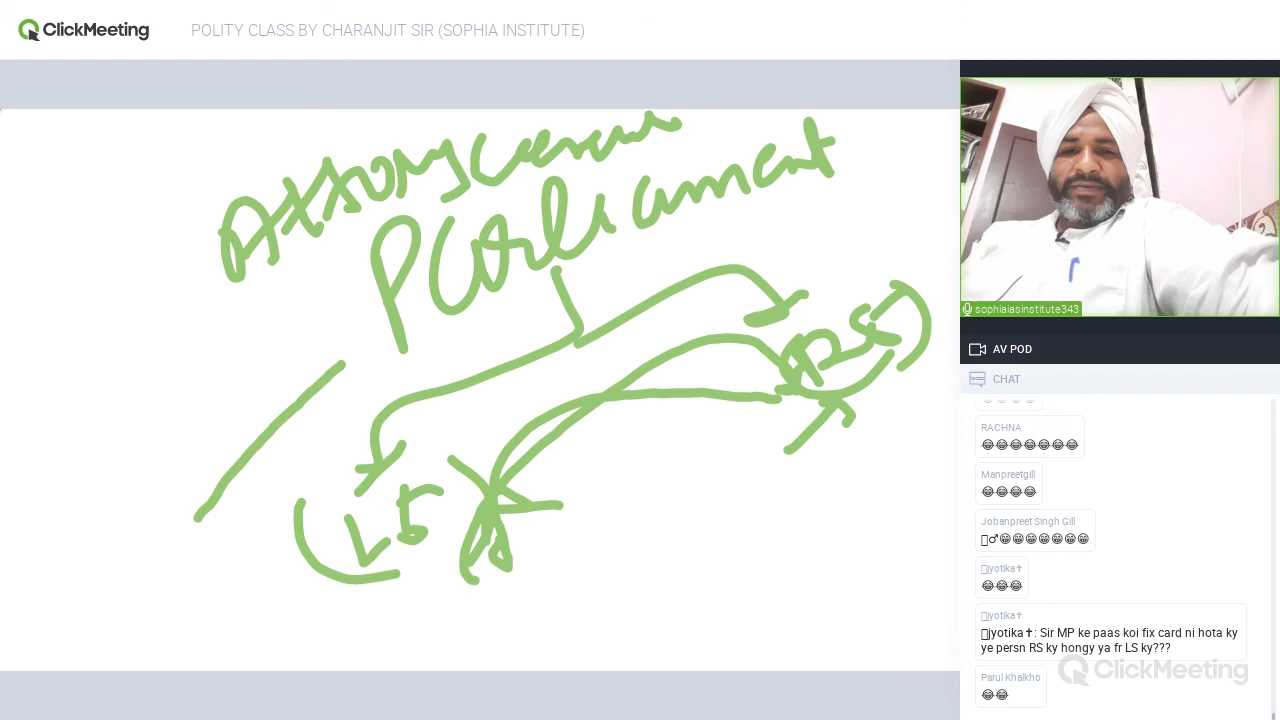 ClickMeeting
POLITY CLASS BY CHARANJIT SIR (SOPHIA INSTITUTE)
Parliament
(RS)
(LS)
sophiaiasinstitute343
AV POD
CHAT
RACHNA
😂😂😂😂😂😂😂
Manpreetgill
😂😂😂😂
Jobanpreet Singh Gill
♂😁😁😁😁😁😁😁
jyotika✝
😂😂😂
jyotika✝
jyotika✝: Sir MP ke paas koi fix card ni hota ky
ye persn RS ky hongy ya fr LS ky???
ClickMeeting
Parul Khalkho
😂😂